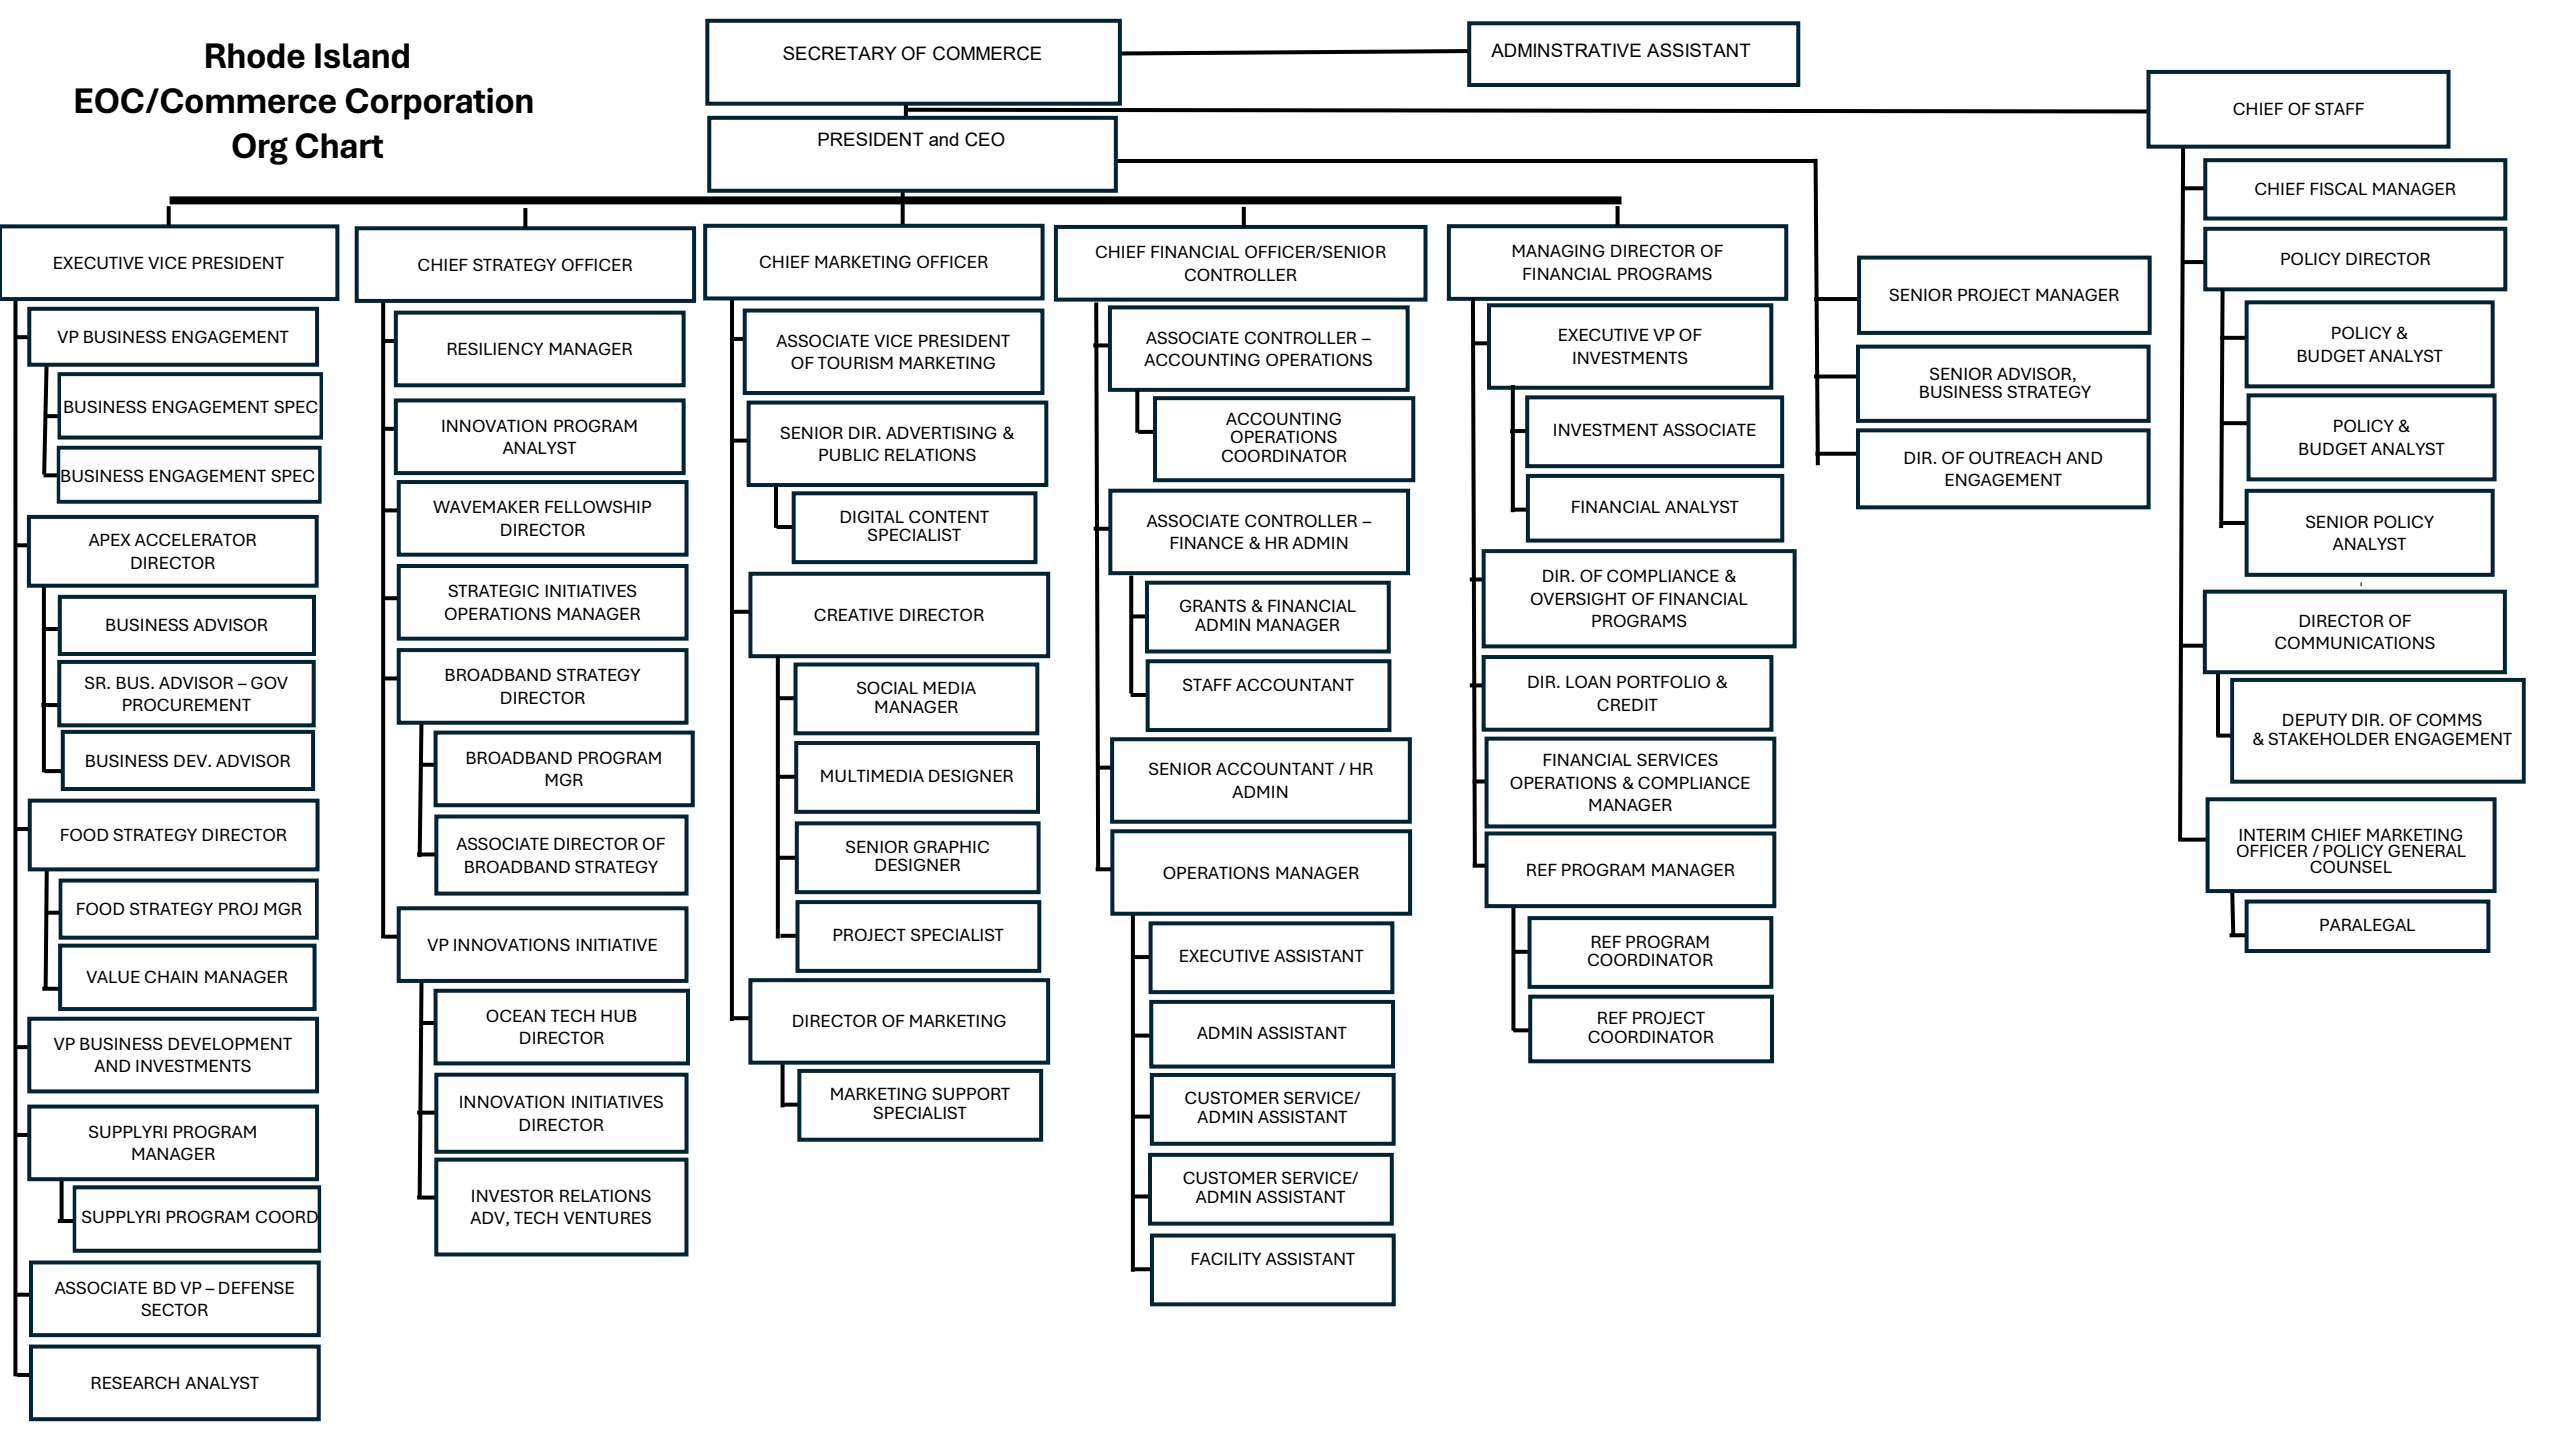 Rhode Island
EOC/Commerce Corporation
Org Chart
SECRETARY OF COMMERCE
ADMINSTRATIVE ASSISTANT
PRESIDENT and CEO
CHIEF OF STAFF
EXECUTIVE VICE PRESIDENT
VP BUSINESS ENGAGEMENT
BUSINESS ENGAGEMENT SPEC
BUSINESS ENGAGEMENT SPEC
APEX ACCELERATOR
DIRECTOR
BUSINESS ADVISOR
SR. BUS. ADVISOR – GOV
PROCUREMENT
BUSINESS DEV. ADVISOR
FOOD STRATEGY DIRECTOR
FOOD STRATEGY PROJ MGR
VALUE CHAIN MANAGER
VP BUSINESS DEVELOPMENT
AND INVESTMENTS
SUPPLYRI PROGRAM
MANAGER
SUPPLYRI PROGRAM COORD
ASSOCIATE BD VP – DEFENSE
SECTOR
RESEARCH ANALYST
CHIEF STRATEGY OFFICER
RESILIENCY MANAGER
INNOVATION PROGRAM
ANALYST
WAVEMAKER FELLOWSHIP
DIRECTOR
STRATEGIC INITIATIVES
OPERATIONS MANAGER
BROADBAND STRATEGY
DIRECTOR
BROADBAND PROGRAM
MGR
ASSOCIATE DIRECTOR OF
BROADBAND STRATEGY
VP INNOVATIONS INITIATIVE
OCEAN TECH HUB
DIRECTOR
INNOVATION INITIATIVES
DIRECTOR
INVESTOR RELATIONS
ADV, TECH VENTURES
CHIEF MARKETING OFFICER
ASSOCIATE VICE PRESIDENT
OF TOURISM MARKETING
SENIOR DIR. ADVERTISING &
PUBLIC RELATIONS
DIGITAL CONTENT
SPECIALIST
CREATIVE DIRECTOR
SOCIAL MEDIA
MANAGER
MULTIMEDIA DESIGNER
SENIOR GRAPHIC
DESIGNER
PROJECT SPECIALIST
DIRECTOR OF MARKETING
MARKETING SUPPORT
SPECIALIST
CHIEF FINANCIAL OFFICER/SENIOR
CONTROLLER
ASSOCIATE CONTROLLER –
ACCOUNTING OPERATIONS
ACCOUNTING
OPERATIONS
COORDINATOR
ASSOCIATE CONTROLLER –
FINANCE & HR ADMIN
GRANTS & FINANCIAL
ADMIN MANAGER
STAFF ACCOUNTANT
SENIOR ACCOUNTANT / HR
ADMIN
OPERATIONS MANAGER
EXECUTIVE ASSISTANT
ADMIN ASSISTANT
CUSTOMER SERVICE/
ADMIN ASSISTANT
CUSTOMER SERVICE/
ADMIN ASSISTANT
FACILITY ASSISTANT
MANAGING DIRECTOR OF
FINANCIAL PROGRAMS
EXECUTIVE VP OF
INVESTMENTS
INVESTMENT ASSOCIATE
FINANCIAL ANALYST
DIR. OF COMPLIANCE &
OVERSIGHT OF FINANCIAL
PROGRAMS
DIR. LOAN PORTFOLIO &
CREDIT
FINANCIAL SERVICES
OPERATIONS & COMPLIANCE
MANAGER
REF PROGRAM MANAGER
REF PROGRAM
COORDINATOR
REF PROJECT
COORDINATOR
SENIOR PROJECT MANAGER
SENIOR ADVISOR,
BUSINESS STRATEGY
DIR. OF OUTREACH AND
ENGAGEMENT
CHIEF FISCAL MANAGER
POLICY DIRECTOR
POLICY &
BUDGET ANALYST
POLICY &
BUDGET ANALYST
SENIOR POLICY
ANALYST
DIRECTOR OF
COMMUNICATIONS
DEPUTY DIR. OF COMMS
& STAKEHOLDER ENGAGEMENT
INTERIM CHIEF MARKETING
OFFICER / POLICY GENERAL
COUNSEL
PARALEGAL